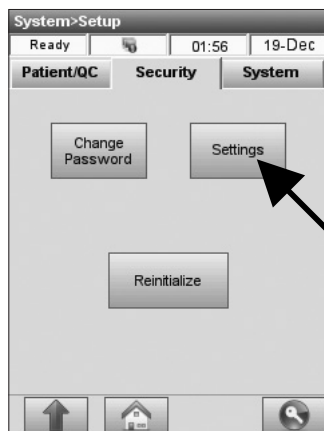 System>Setup
Ready 01:56 19-Dec
Patient/QC Security System
Change
Password
Settings
Reinitialize